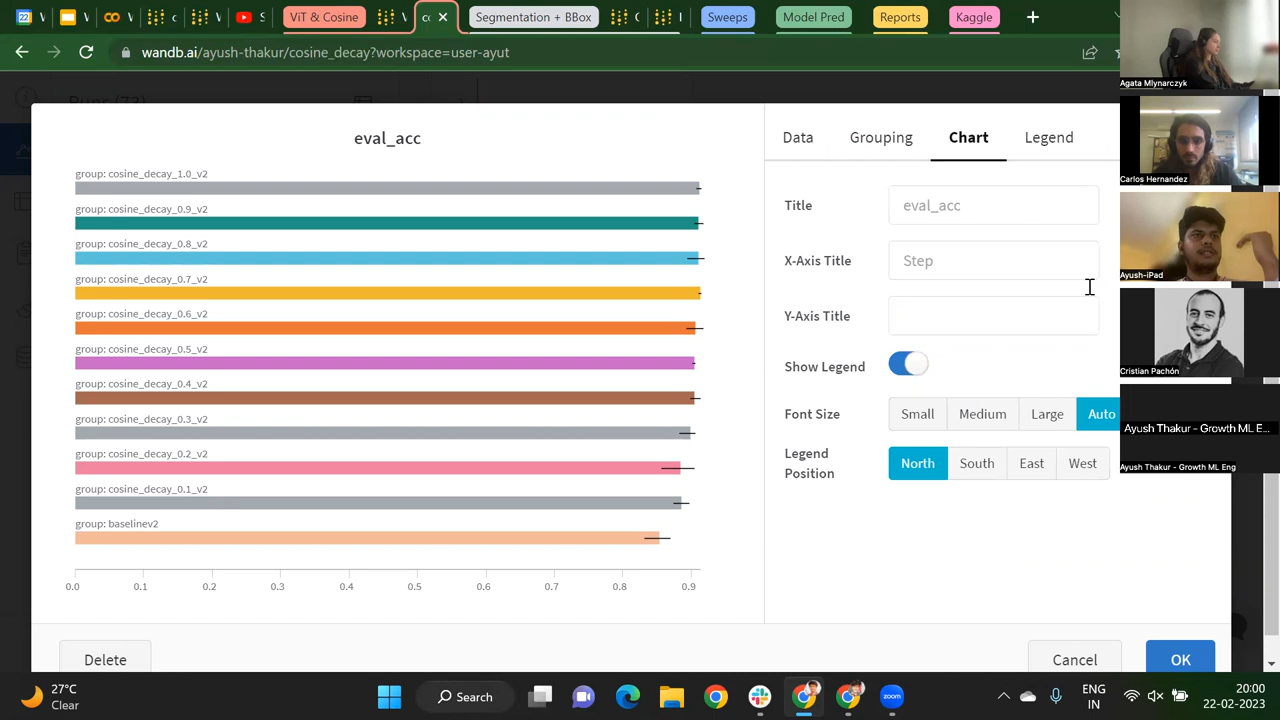 ViT & Cosine
Segmentation + BBox
Sweeps
Model Pred
Reports
Kaggle
wandb.ai/ayush-thakur/cosine_decay?workspace=user-ayut
eval_acc
group: cosine_decay_1.0_v2
group: cosine_decay_0.9_v2
group: cosine_decay_0.8_v2
group: cosine_decay_0.7_v2
group: cosine_decay_0.6_v2
group: cosine_decay_0.5_v2
group: cosine_decay_0.4_v2
group: cosine_decay_0.3_v2
group: cosine_decay_0.2_v2
group: cosine_decay_0.1_v2
group: baselinev2
0.0 0.1 0.2 0.3 0.4 0.5 0.6 0.7 0.8 0.9
Data Grouping Chart Legend
Title eval_acc
X-Axis Title Step
Y-Axis Title
Show Legend
Font Size Small Medium Large Auto
Legend
Position
North South East West
Delete
Cancel OK
Agata Mlynarczyk
Carlos Hernandez
Ayush-iPad
Cristian Pachón
Ayush Thakur - Growth ML E...
Ayush Thakur - Growth ML Eng
27°C
Clear
Search
zoom
ENG
IN
20:00
22-02-2023